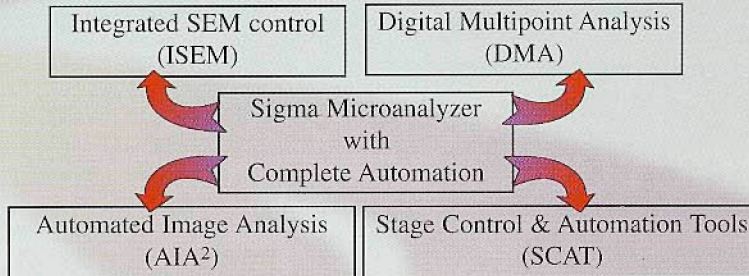 Integrated SEM control
(ISEM)
Digital Multipoint Analysis
(DMA)
Sigma Microanalyzer
with
Complete Automation
Automated Image Analysis
(AIA²)
Stage Control & Automation Tools
(SCAT)